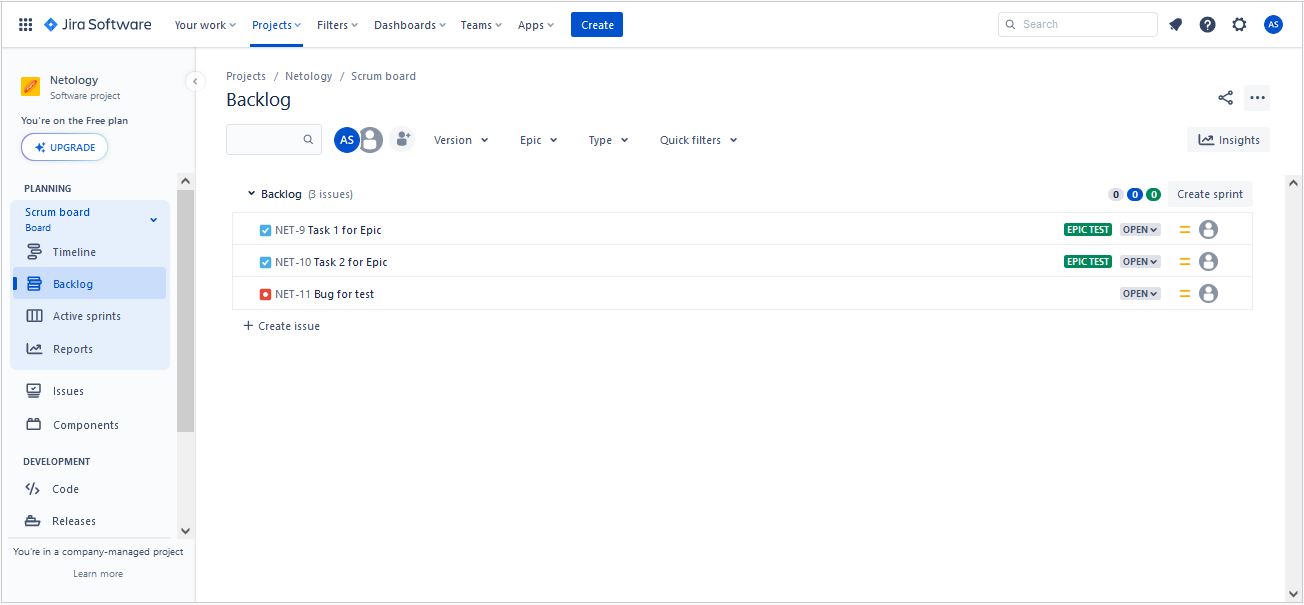 Jira Software Your work Projects Filters Dashboards Teams Apps Create Search AS
Netology
Software project
You're on the Free plan
UPGRADE
PLANNING
Scrum board
Board
Timeline
Backlog
Active sprints
Reports
Issues
Components
DEVELOPMENT
Code
Releases
You're in a company-managed project
Learn more
Projects / Netology / Scrum board
Backlog
AS Version Epic Type Quick filters Insights
Backlog (3 issues) 0 0 0 Create sprint
NET-9 Task 1 for Epic EPIC TEST OPEN
NET-10 Task 2 for Epic EPIC TEST OPEN
NET-11 Bug for test OPEN
+ Create issue